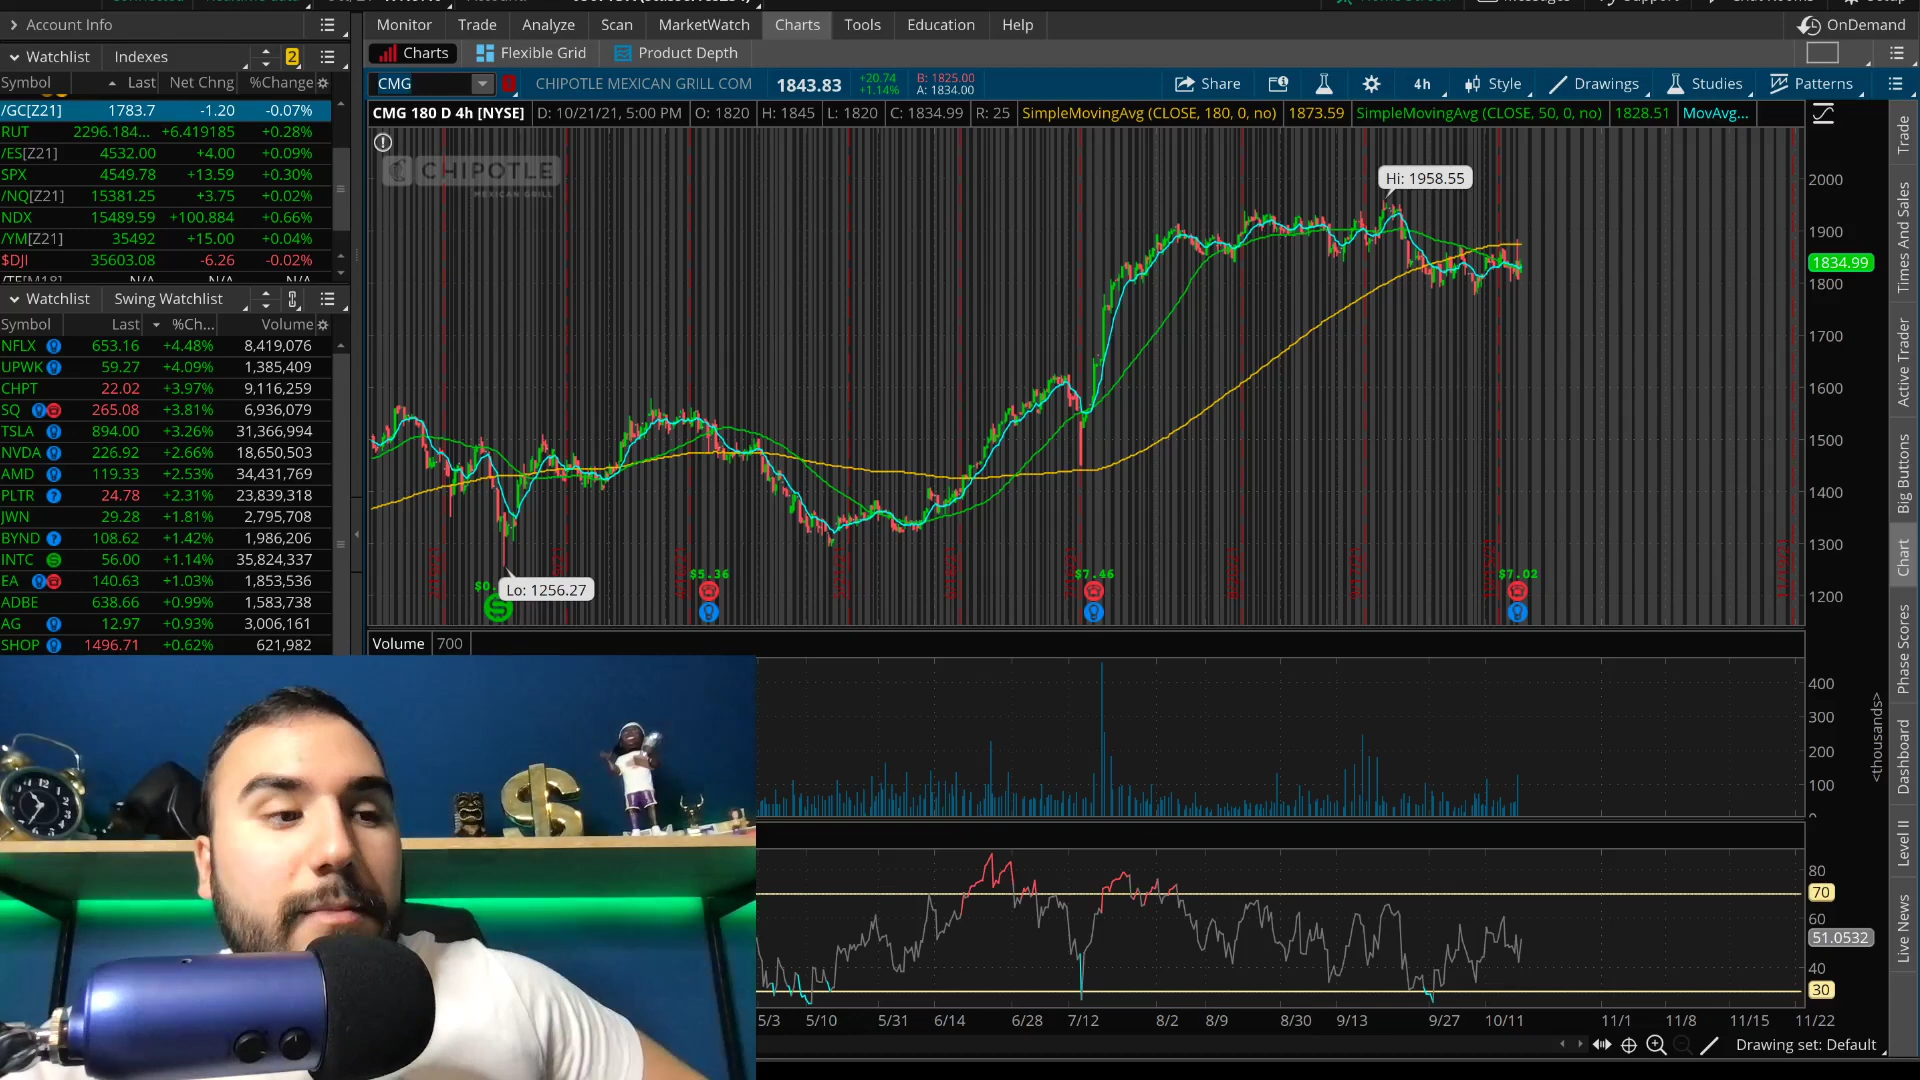 Account Info
Monitor Trade Analyze Scan MarketWatch Charts Tools Education Help
OnDemand
Watchlist Indexes 2
Charts Flexible Grid Product Depth
Symbol Last Net Chng %Change
CMG CHIPOTLE MEXICAN GRILL COM 1843.83 +20.74 +1.14% B: 1825.00 A: 1834.00
Share 4h Style Drawings Studies Patterns
/GC[Z21] 1783.7 -1.20 -0.07%
RUT 2296.184... +6.419185 +0.28%
/ES[Z21] 4532.00 +4.00 +0.09%
SPX 4549.78 +13.59 +0.30%
/NQ[Z21] 15381.25 +3.75 +0.02%
NDX 15489.59 +100.884 +0.66%
/YM[Z21] 35492 +15.00 +0.04%
$DJI 35603.08 -6.26 -0.02%
N/A N/A N/A
CMG 180 D 4h [NYSE] D: 10/21/21, 5:00 PM O: 1820 H: 1845 L: 1820 C: 1834.99 R: 25 SimpleMovingAvg (CLOSE, 180, 0, no) 1873.59 SimpleMovingAvg (CLOSE, 50, 0, no) 1828.51 MovAvg...
CHIPOTLE
MEXICAN GRILL
Hi: 1958.55
Lo: 1256.27
$0.
$5.36
$7.46
$7.02
2000
1900
1834.99
1800
1700
1600
1500
1400
1300
1200
Watchlist Swing Watchlist
Symbol Last %Ch... Volume
NFLX 653.16 +4.48% 8,419,076
UPWK 59.27 +4.09% 1,385,409
CHPT 22.02 +3.97% 9,116,259
SQ 265.08 +3.81% 6,936,079
TSLA 894.00 +3.26% 31,366,994
NVDA 226.92 +2.66% 18,650,503
AMD 119.33 +2.53% 34,431,769
PLTR 24.78 +2.31% 23,839,318
JWN 29.28 +1.81% 2,795,708
BYND 108.62 +1.42% 1,986,206
INTC 56.00 +1.14% 35,824,337
EA 140.63 +1.03% 1,853,536
ADBE 638.66 +0.99% 1,583,738
AG 12.97 +0.93% 3,006,161
SHOP 1496.71 +0.62% 621,982
Volume 700
400
300
200
100
<thousands>
80
70
60
51.0532
40
30
5/3 5/10 5/31 6/14 6/28 7/12 8/2 8/9 8/30 9/13 9/27 10/11 11/1 11/8 11/15 11/22
Drawing set: Default
Trade
Times And Sales
Active Trader
Big Buttons
Chart
Phase Scores
Dashboard
Level II
Live News